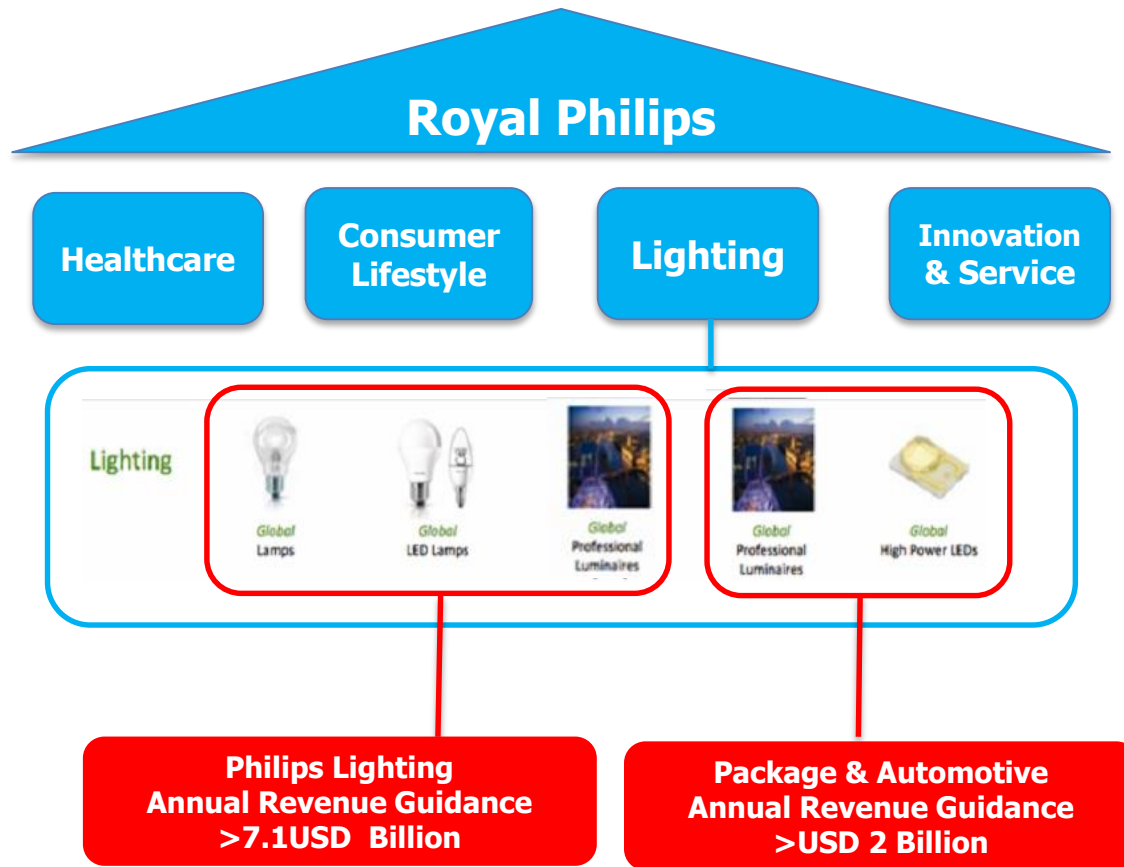 Royal Philips
Healthcare
Consumer
Lifestyle
Lighting
Innovation
& Service
Lighting
Global
Lamps
Global
LED Lamps
Global
Professional
Luminaires
Global
Professional
Luminaires
Global
High Power LEDs
Philips Lighting
Annual Revenue Guidance
>7.1USD Billion
Package & Automotive
Annual Revenue Guidance
>USD 2 Billion